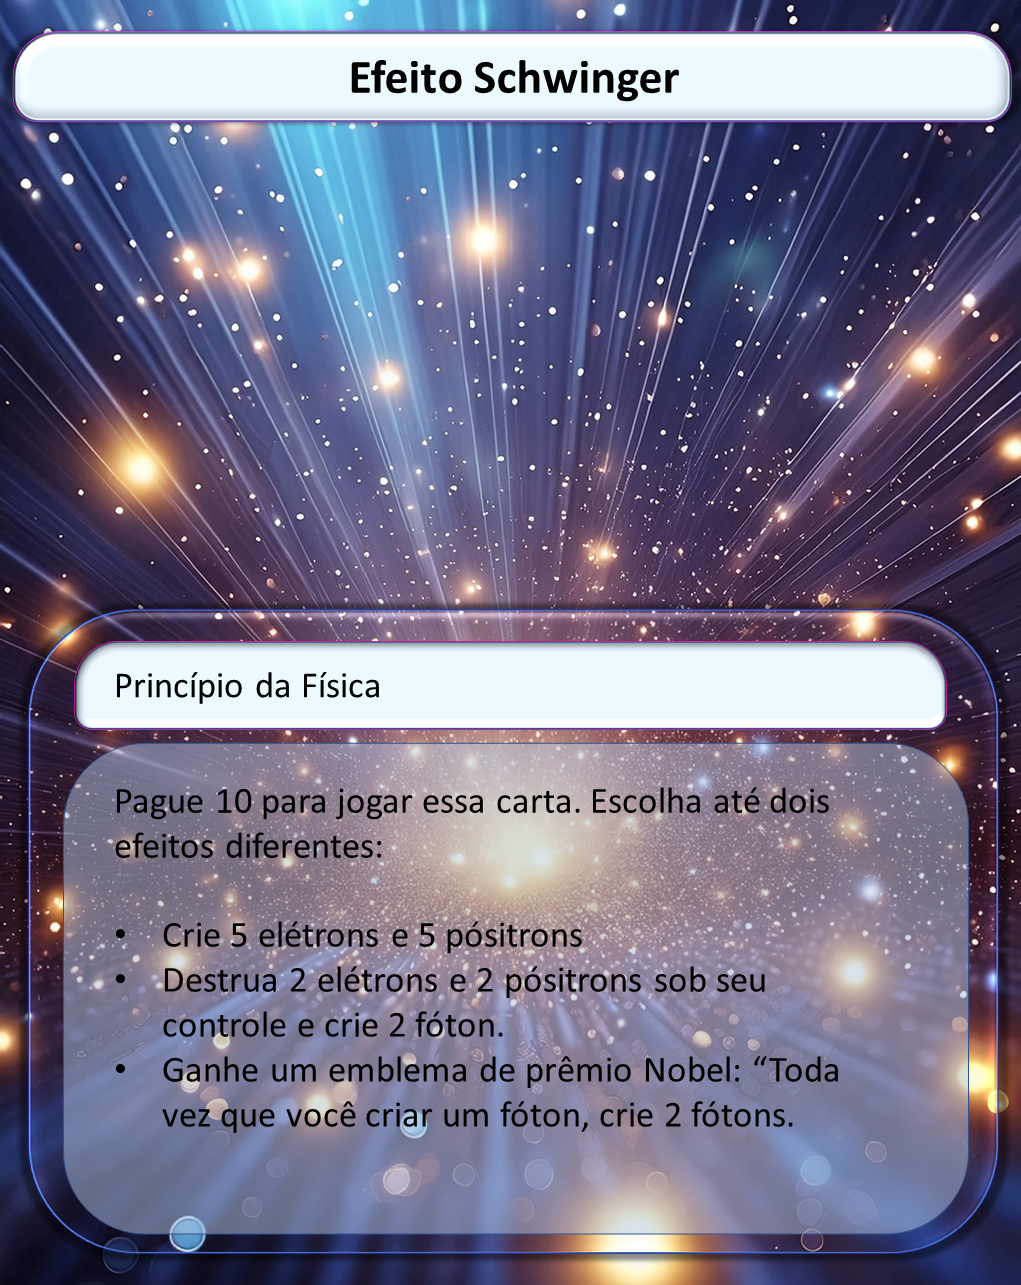 Efeito Schwinger
Princípio da Física
Pague 10 para jogar essa carta. Escolha até dois
efeitos diferentes:
• Crie 5 elétrons e 5 pósitrons
• Destrua 2 elétrons e 2 pósitrons sob seu
controle e crie 2 fóton.
• Ganhe um emblema de prêmio Nobel: “Toda
vez que você criar um fóton, crie 2 fótons.